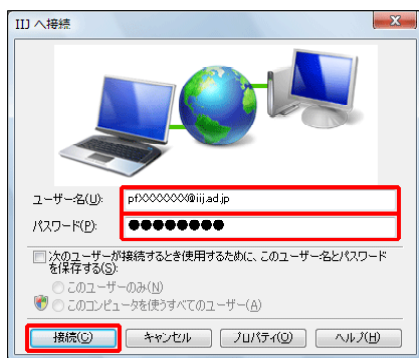 IIJ へ接続
ユーザー名(U): pfXXXXXXX@iij.ad.jp
パスワード(P): ●●●●●●●●
次のユーザーが接続するとき使用するために、このユーザー名とパスワード
を保存する(S):
このユーザーのみ(N)
このコンピュータを使うすべてのユーザー(A)
接続(C) キャンセル プロパティ(O) ヘルプ(H)